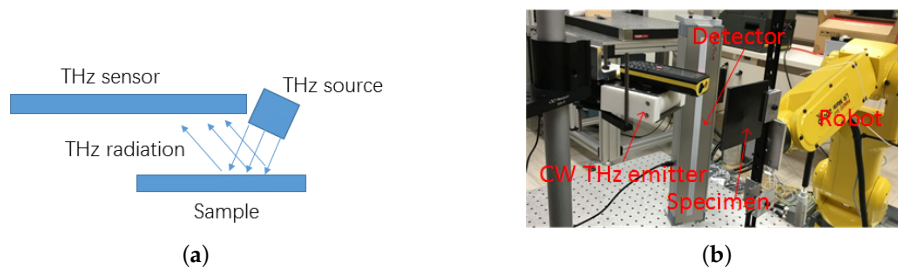 THz sensor
THz source
THz radiation
Sample
(a)
Detector
Robot
CW THz emitter
Specimen
(b)